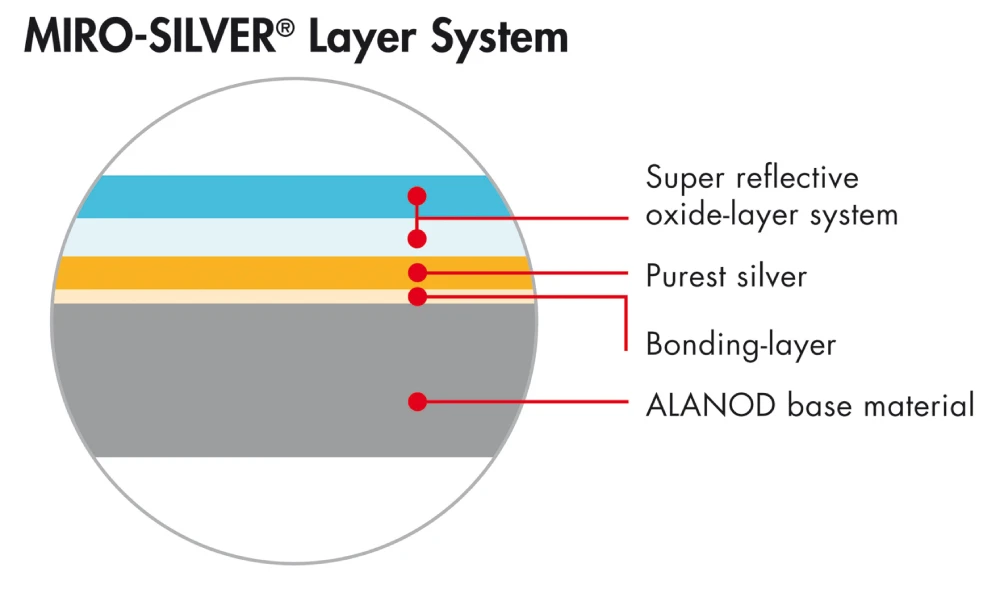 MIRO-SILVER® Layer System
Super reflective
oxide-layer system
Purest silver
Bonding-layer
ALANOD base material